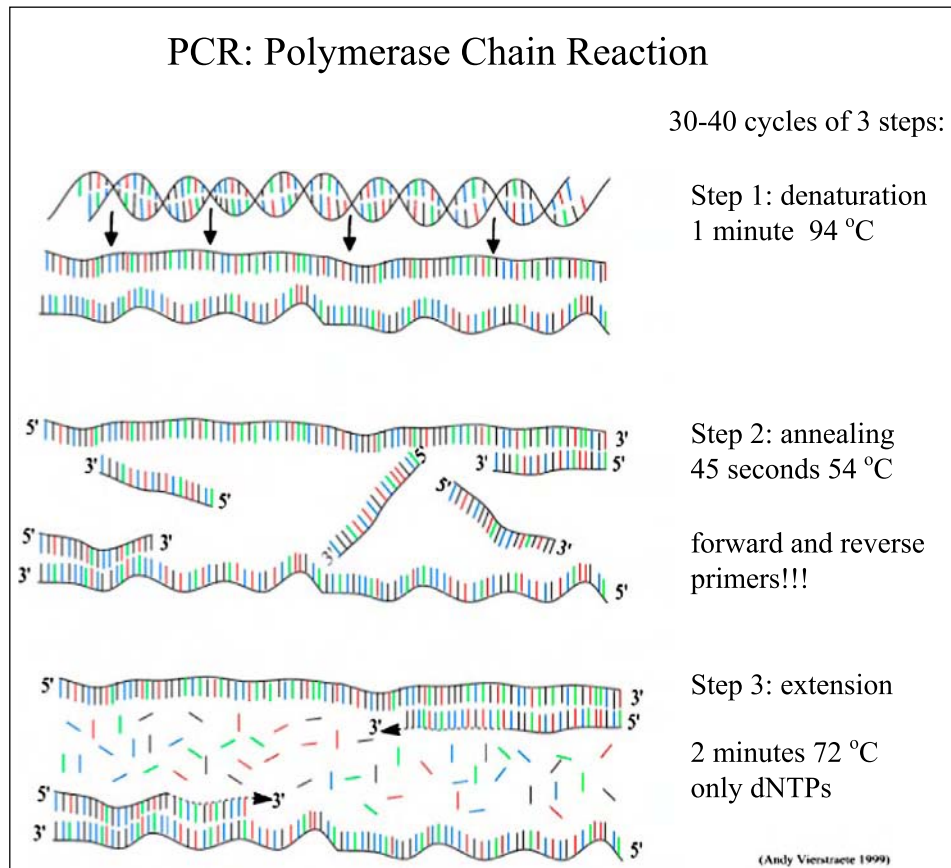 PCR: Polymerase Chain Reaction
30-40 cycles of 3 steps:
Step 1: denaturation
1 minute 94 °C
5'
3'
Step 2: annealing
45 seconds 54 °C
3'
5'
5'
3'
5'
5'
3'
3'
5'
3'
forward and reverse
primers!!!
3'
5'
Step 3: extension
5'
3'
3'
5'
2 minutes 72 °C
only dNTPs
5'
3'
3'
5'
(Andy Vierstraete 1999)